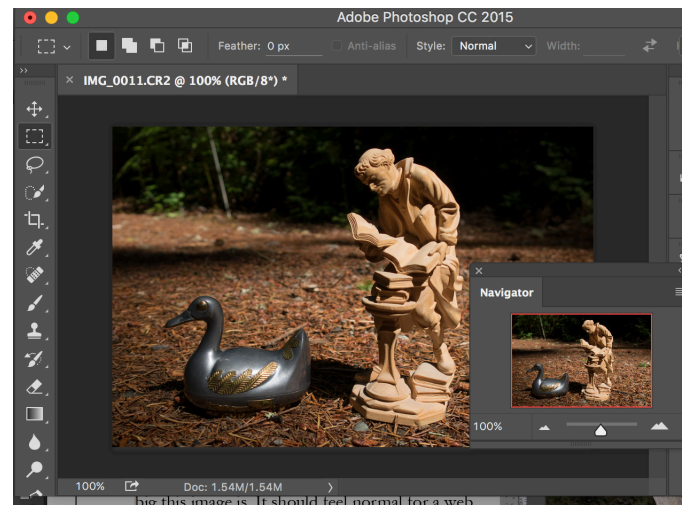 Adobe Photoshop CC 2015
Feather: 0 px Anti-alias Style: Normal Width:
× IMG_0011.CR2 @ 100% (RGB/8*) *
Navigator
100%
100% Doc: 1.54M/1.54M
big this image is. It should feel normal for a web